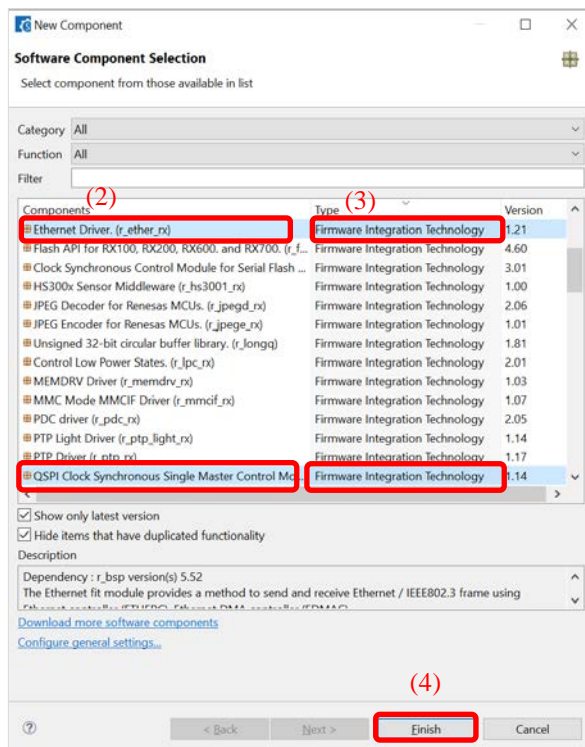 New Component
Software Component Selection
Select component from those available in list
Category All
Function All
Filter
(2) (3)
Components Type Version
Ethernet Driver. (r_ether_rx) Firmware Integration Technology 1.21
Flash API for RX100, RX200, RX600. and RX700. (r_f... Firmware Integration Technology 4.60
Clock Synchronous Control Module for Serial Flash ... Firmware Integration Technology 3.01
HS300x Sensor Middleware (r_hs3001_rx) Firmware Integration Technology 1.00
JPEG Decoder for Renesas MCUs. (r_jpegd_rx) Firmware Integration Technology 2.06
JPEG Encoder for Renesas MCUs. (r_jpege_rx) Firmware Integration Technology 1.01
Unsigned 32-bit circular buffer library. (r_longq) Firmware Integration Technology 1.81
Control Low Power States. (r_lpc_rx) Firmware Integration Technology 2.01
MEMDRV Driver (r_memdrv_rx) Firmware Integration Technology 1.03
MMC Mode MMCIF Driver (r_mmcif_rx) Firmware Integration Technology 1.07
PDC driver (r_pdc_rx) Firmware Integration Technology 2.05
PTP Light Driver (r_ptp_light_rx) Firmware Integration Technology 1.14
PTP Driver (r_ptp_rx) Firmware Integration Technology 1.17
QSPI Clock Synchronous Single Master Control Mo... Firmware Integration Technology 1.14
Show only latest version
Hide items that have duplicated functionality
Description
Dependency : r_bsp version(s) 5.52
The Ethernet fit module provides a method to send and receive Ethernet / IEEE802.3 frame using
Ethernet controller (ETHERC), Ethernet DMA controller (EDMAC).
Download more software components
Configure general settings...
(4)
< Back Next > Finish Cancel